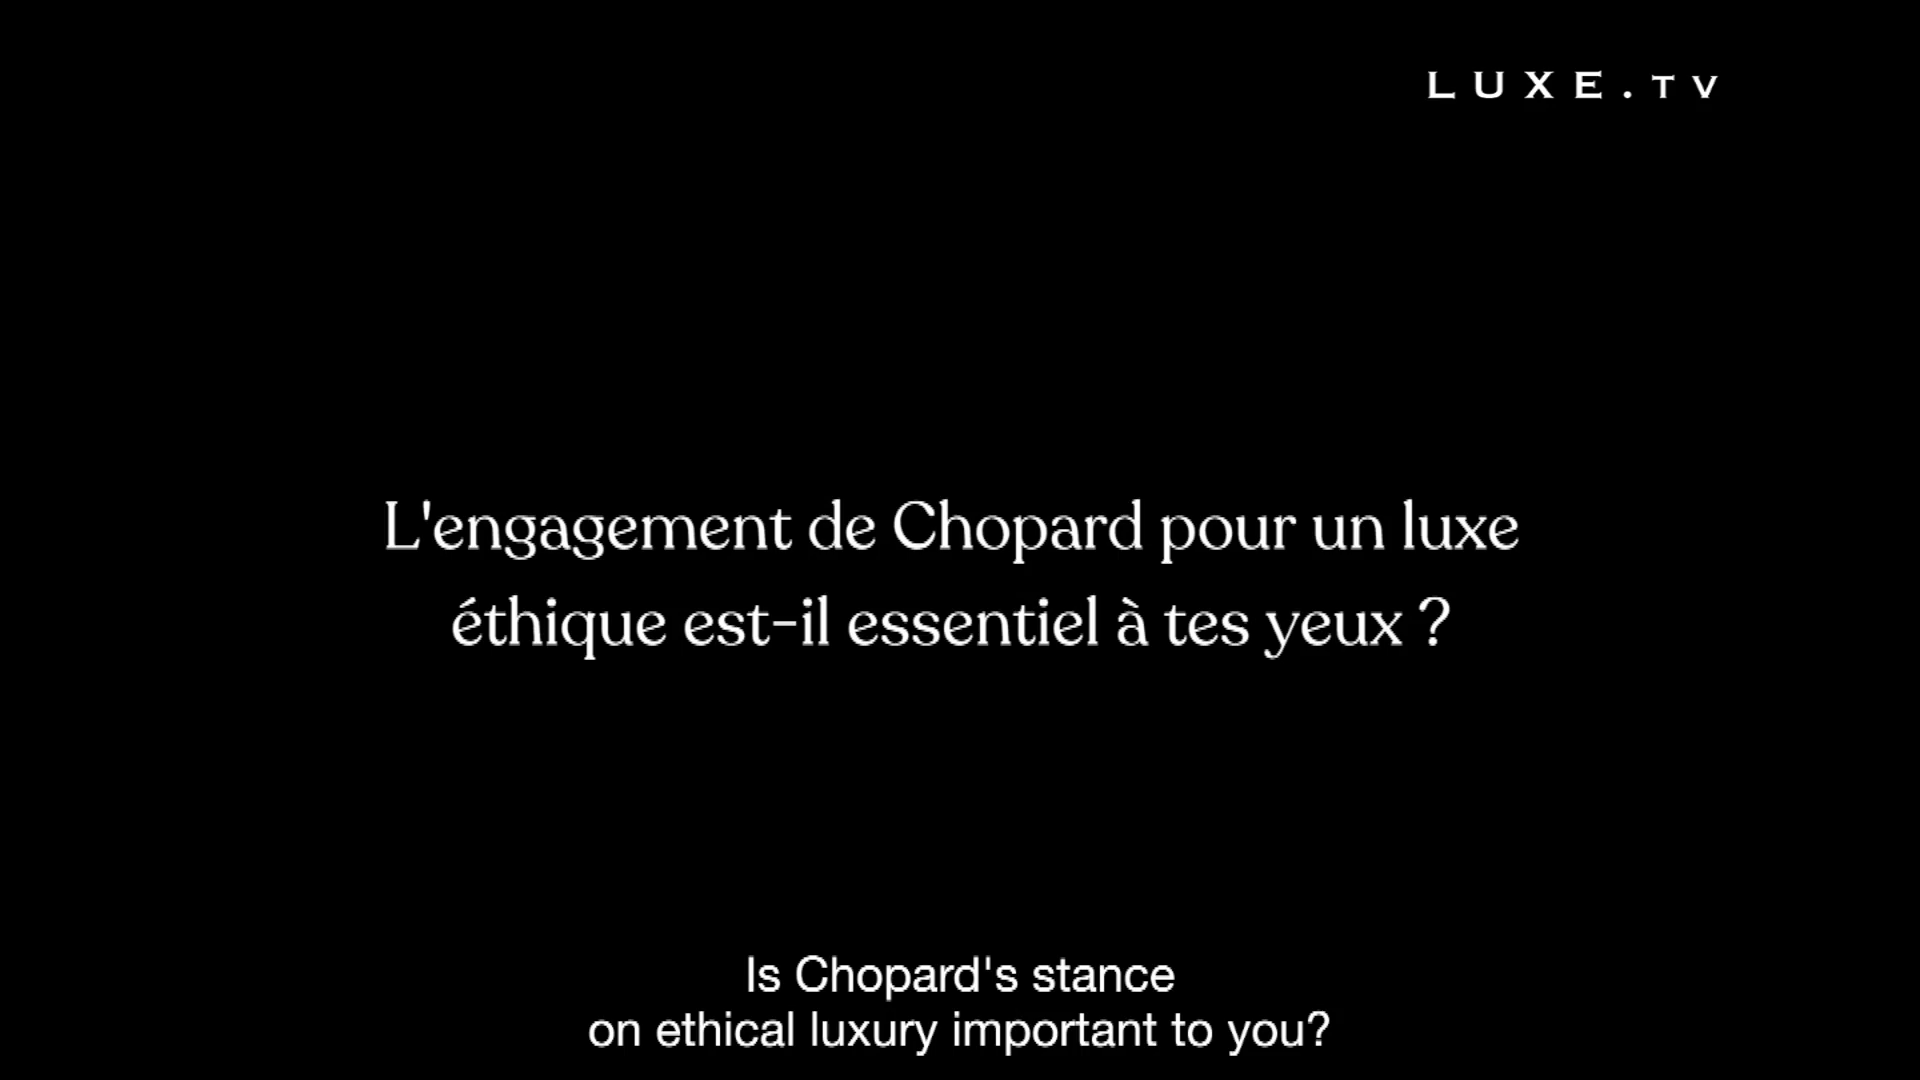 LUXE.TV
L'engagement de Chopard pour un luxe
éthique est-il essentiel à tes yeux ?
Is Chopard's stance
on ethical luxury important to you?